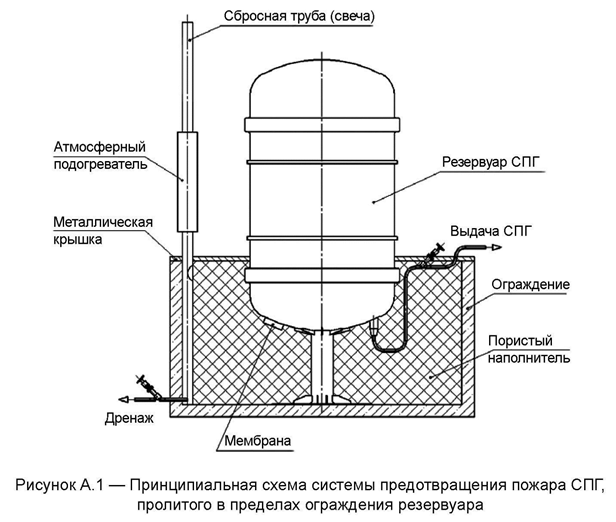 Сбросная труба (свеча)
Атмосферный
подогреватель
Резервуар СПГ
Металлическая
крышка
Выдача СПГ
Ограждение
Пористый
наполнитель
Дренаж
Мембрана
Рисунок А.1 — Принципиальная схема системы предотвращения пожара СПГ,
пролитого в пределах ограждения резервуара